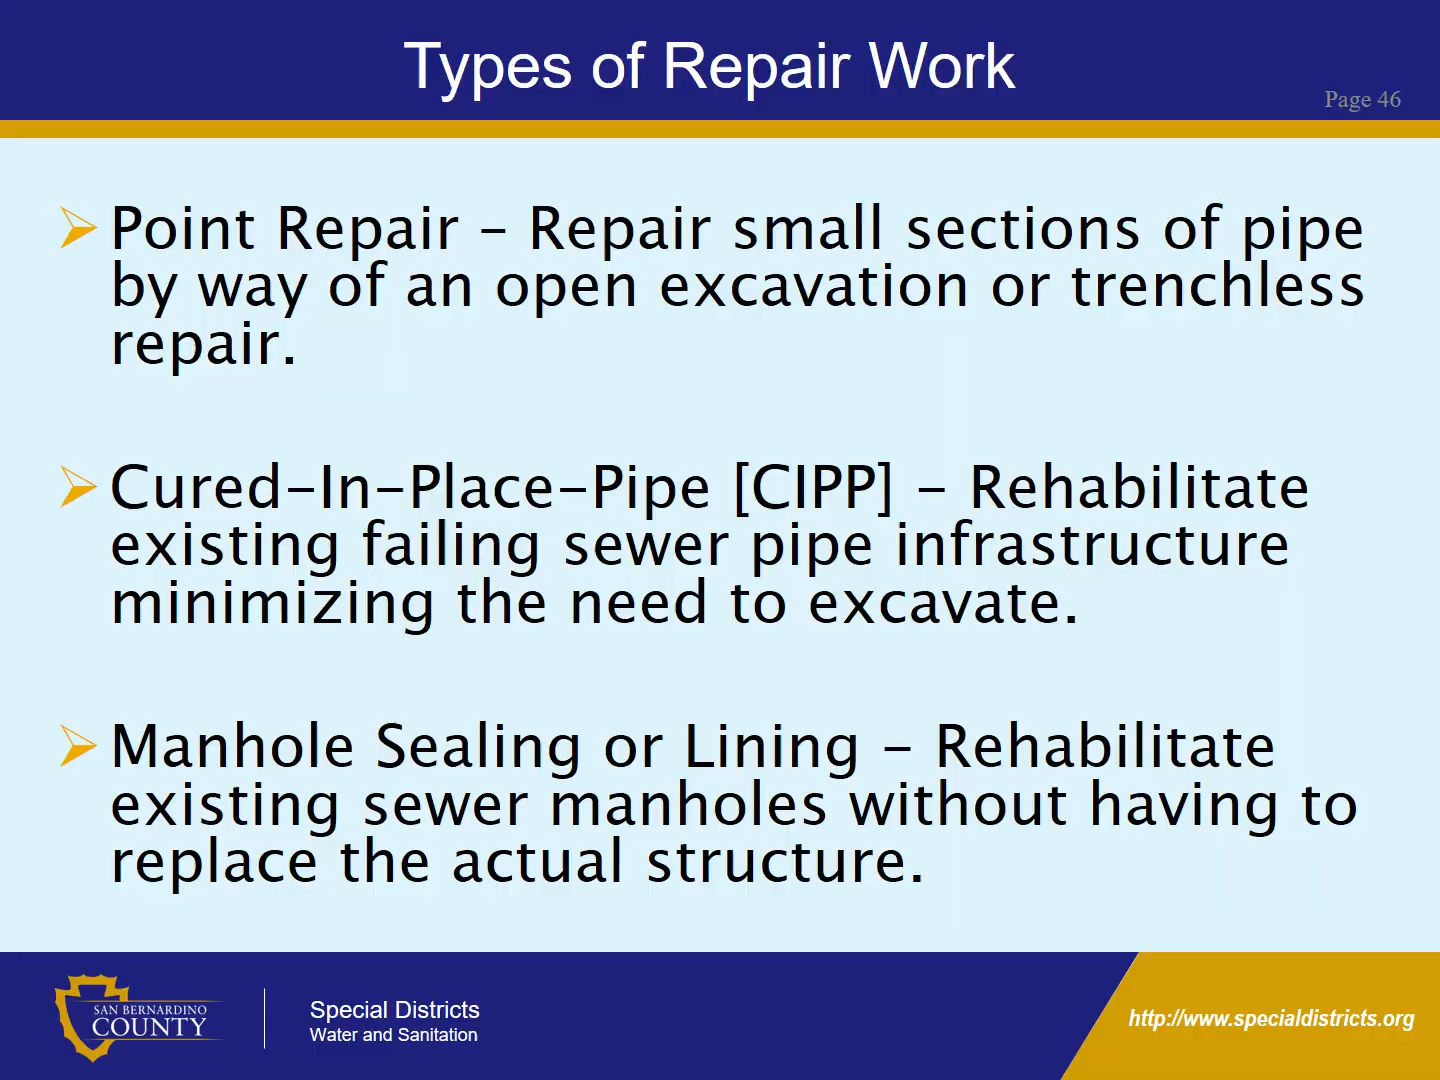 Types of Repair Work
Page 46
Point Repair – Repair small sections of pipe
by way of an open excavation or trenchless
repair.
Cured-In-Place-Pipe [CIPP] – Rehabilitate
existing failing sewer pipe infrastructure
minimizing the need to excavate.
Manhole Sealing or Lining – Rehabilitate
existing sewer manholes without having to
replace the actual structure.
SAN BERNARDINO
COUNTY
Special Districts
Water and Sanitation
http://www.specialdistricts.org